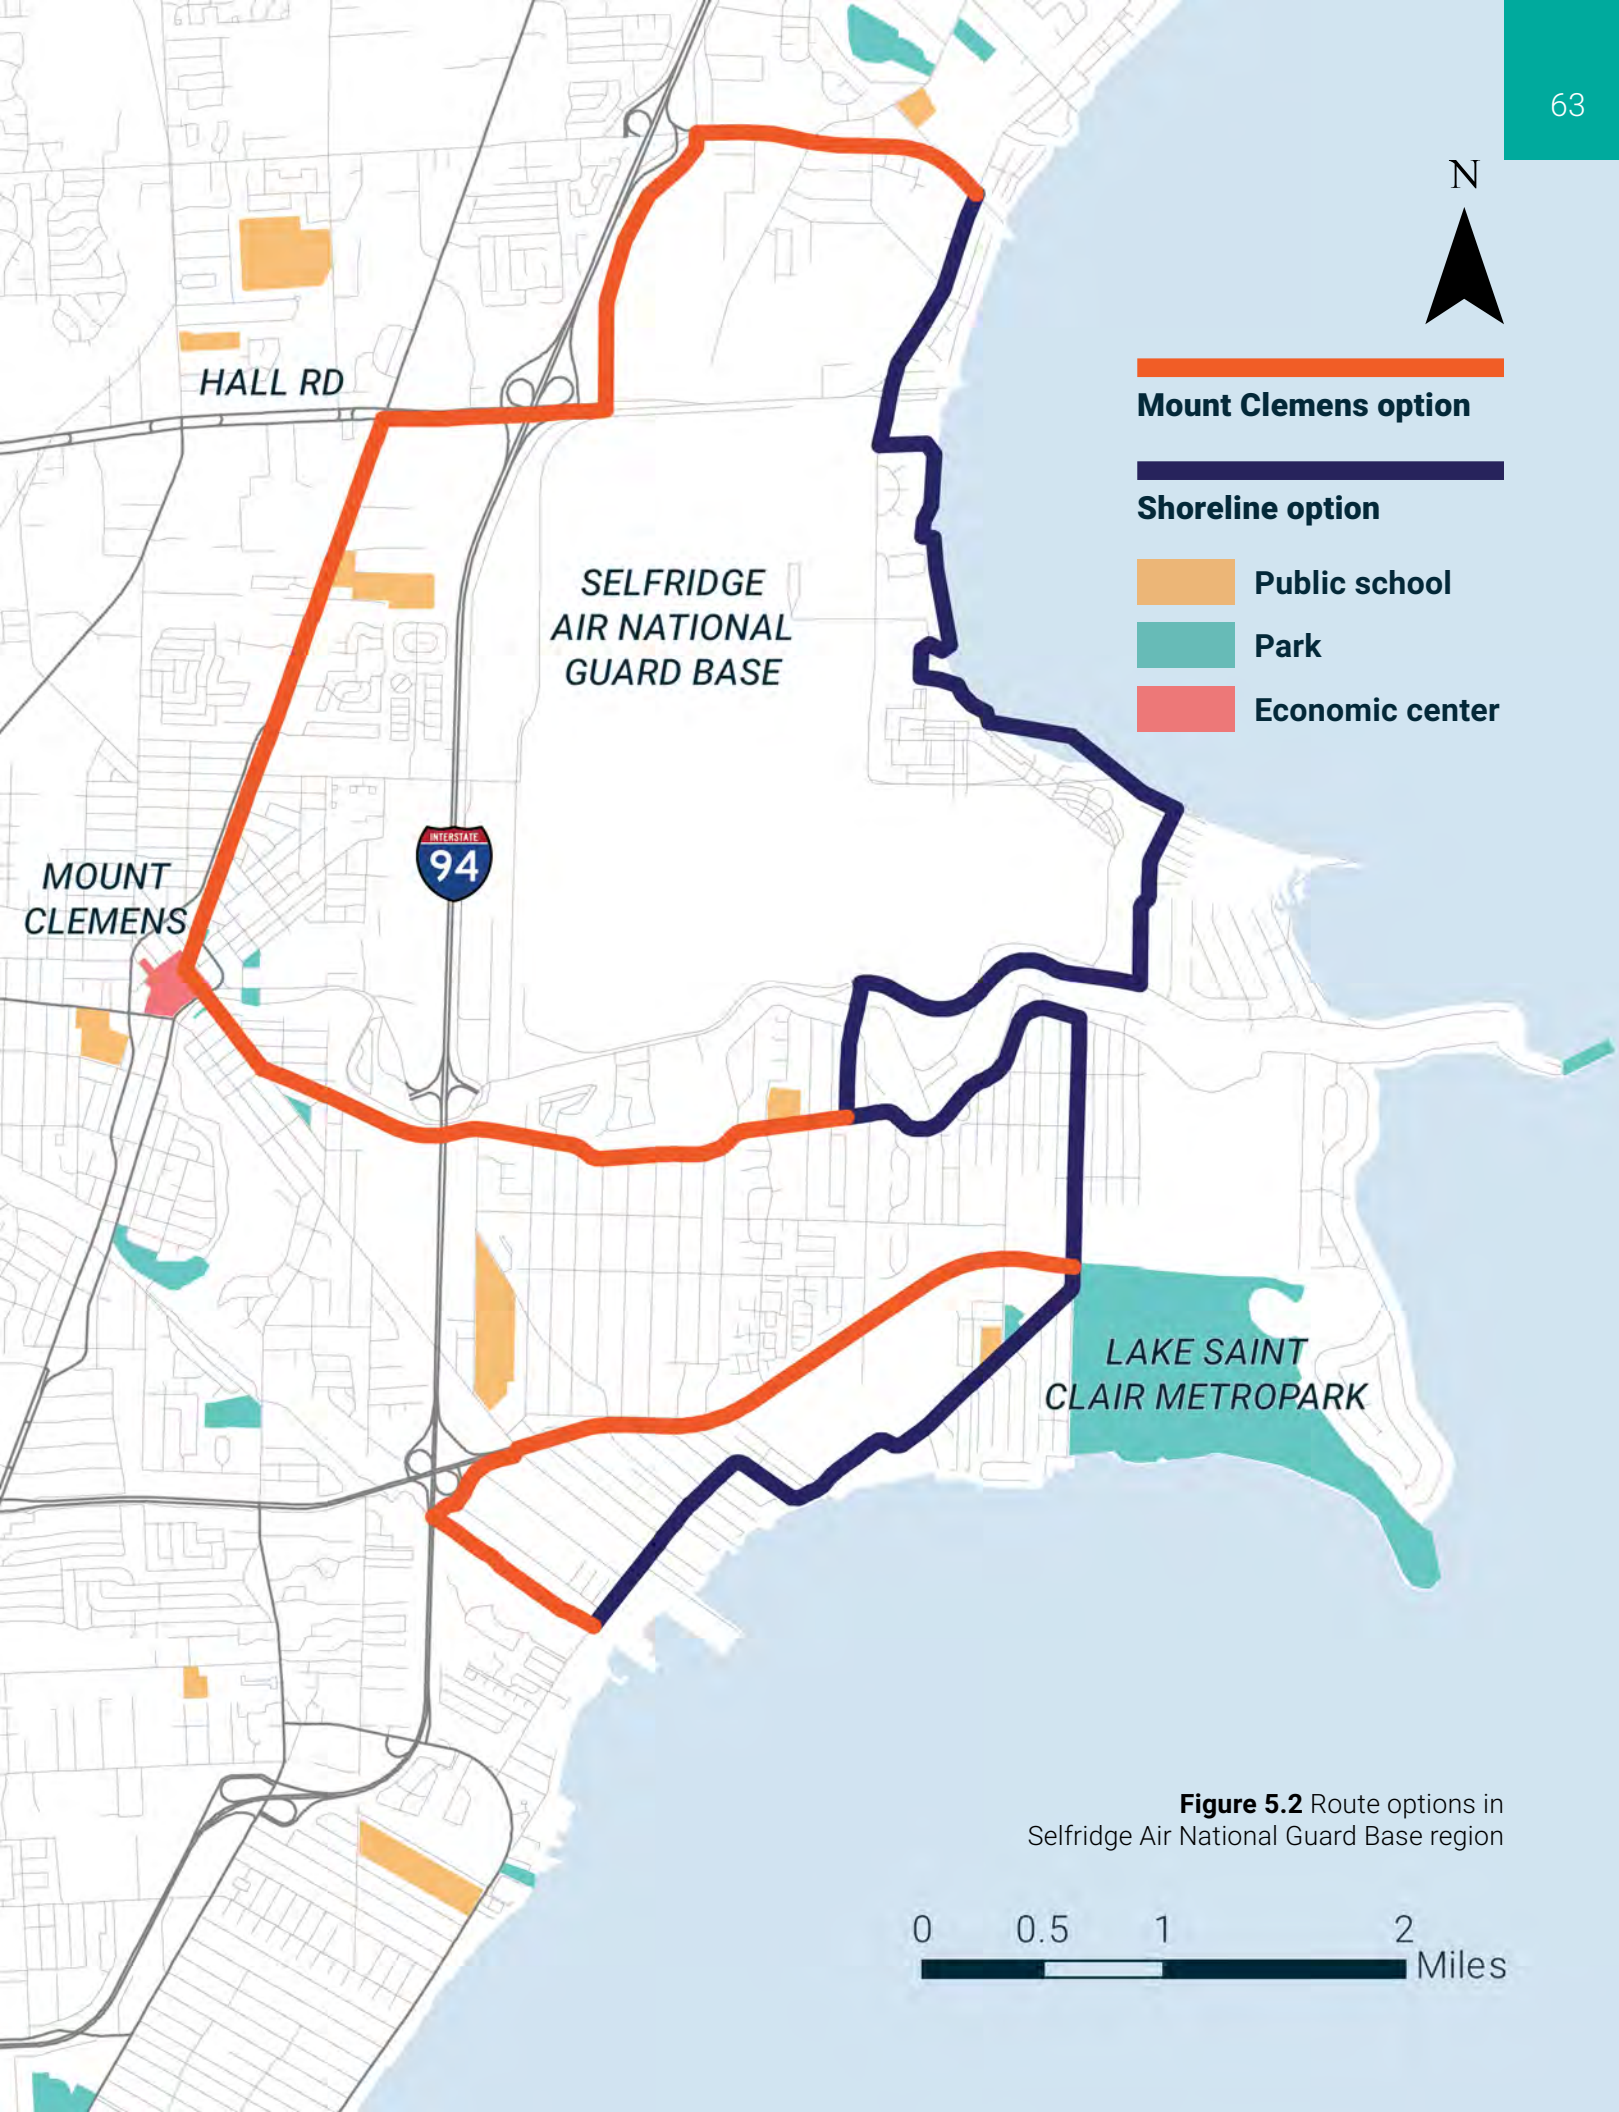 63
N
HALL RD
Mount Clemens option
Shoreline option
SELFRIDGE
AIR NATIONAL
GUARD BASE
Public school
Park
Economic center
INTERSTATE
94
MOUNT
CLEMENS
LAKE SAINT
CLAIR METROPARK
Figure 5.2 Route options in
Selfridge Air National Guard Base region
0 0.5 1 2
Miles